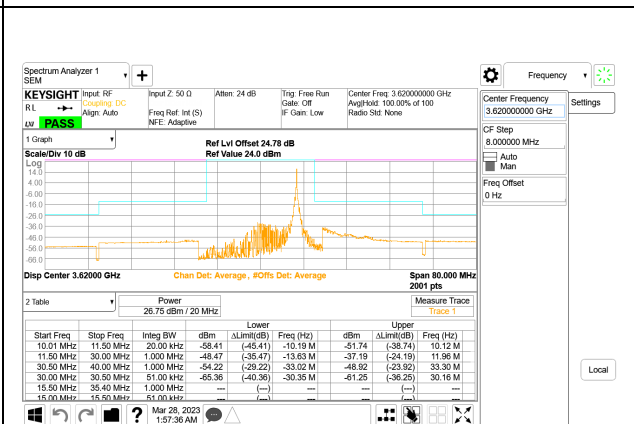 Spectrum Analyzer 1
SEM
Frequency
KEYSIGHT
R L
LXI PASS
Input: RF
Coupling: DC
Align: Auto
Input Z: 50 Ω
Freq Ref: Int (S)
NFE: Adaptive
Atten: 24 dB
Trig: Free Run
Gate: Off
IF Gain: Low
Center Freq: 3.620000000 GHz
Avg|Hold: 100.00% of 100
Radio Std: None
Center Frequency
3.62000000 GHz
Settings
CF Step
8.000000 MHz
Auto
Man
Freq Offset
0 Hz
1 Graph
Scale/Div 10 dB
Ref Lvl Offset 24.78 dB
Ref Value 24.0 dBm
Log
14.0
4.00
-6.00
-16.0
-26.0
-36.0
-46.0
-56.0
-66.0
Disp Center 3.62000 GHz
Chan Det: Average , #Offs Det: Average
Span 80.000 MHz
2001 pts
2 Table
Power
26.75 dBm / 20 MHz
Measure Trace
Trace 1
Lower Upper
Start Freq Stop Freq Integ BW dBm ΔLimit(dB) Freq (Hz) dBm ΔLimit(dB) Freq (Hz)
10.01 MHz 11.50 MHz 20.00 kHz -58.41 (-45.41) -10.19 M -51.74 (-38.74) 10.12 M
11.50 MHz 30.00 MHz 1.000 MHz -48.47 (-35.47) -13.63 M -37.19 (-24.19) 11.96 M
30.50 MHz 40.00 MHz 1.000 MHz -54.22 (-29.22) -33.02 M -48.92 (-23.92) 33.30 M
30.00 MHz 30.50 MHz 51.00 kHz -65.36 (-40.36) -30.35 M -61.25 (-36.25) 30.16 M
15.50 MHz 35.40 MHz 1.000 MHz --- (---) --- (---) ---
15.00 MHz 15.50 MHz 51.00 kHz --- (---) --- (---) ---
Local
Mar 28, 2023
1:57:36 AM